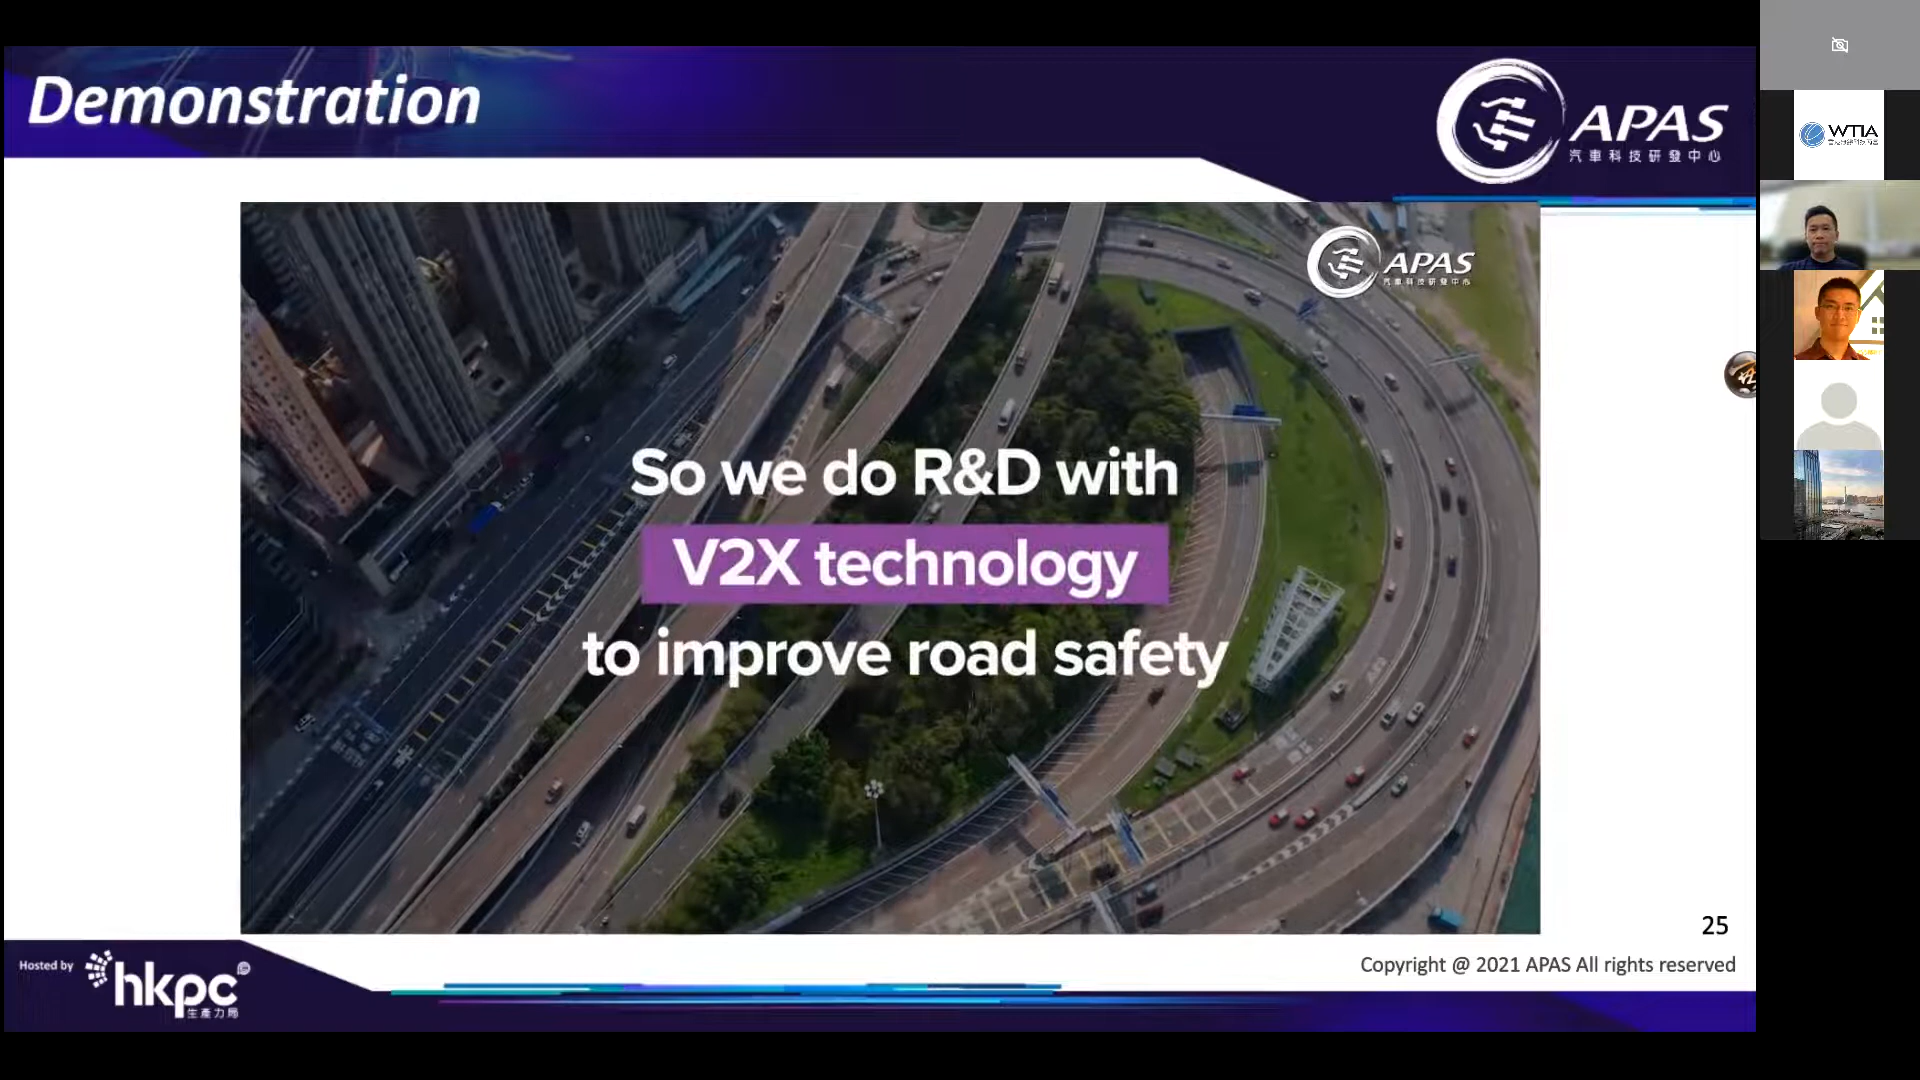 Demonstration
APAS
汽車科技研發中心
APAS
汽車科技研發中心
So we do R&D with
V2X technology
to improve road safety
25
Copyright @ 2021 APAS All rights reserved
Hosted by
hkpc
生產力局
WTIA